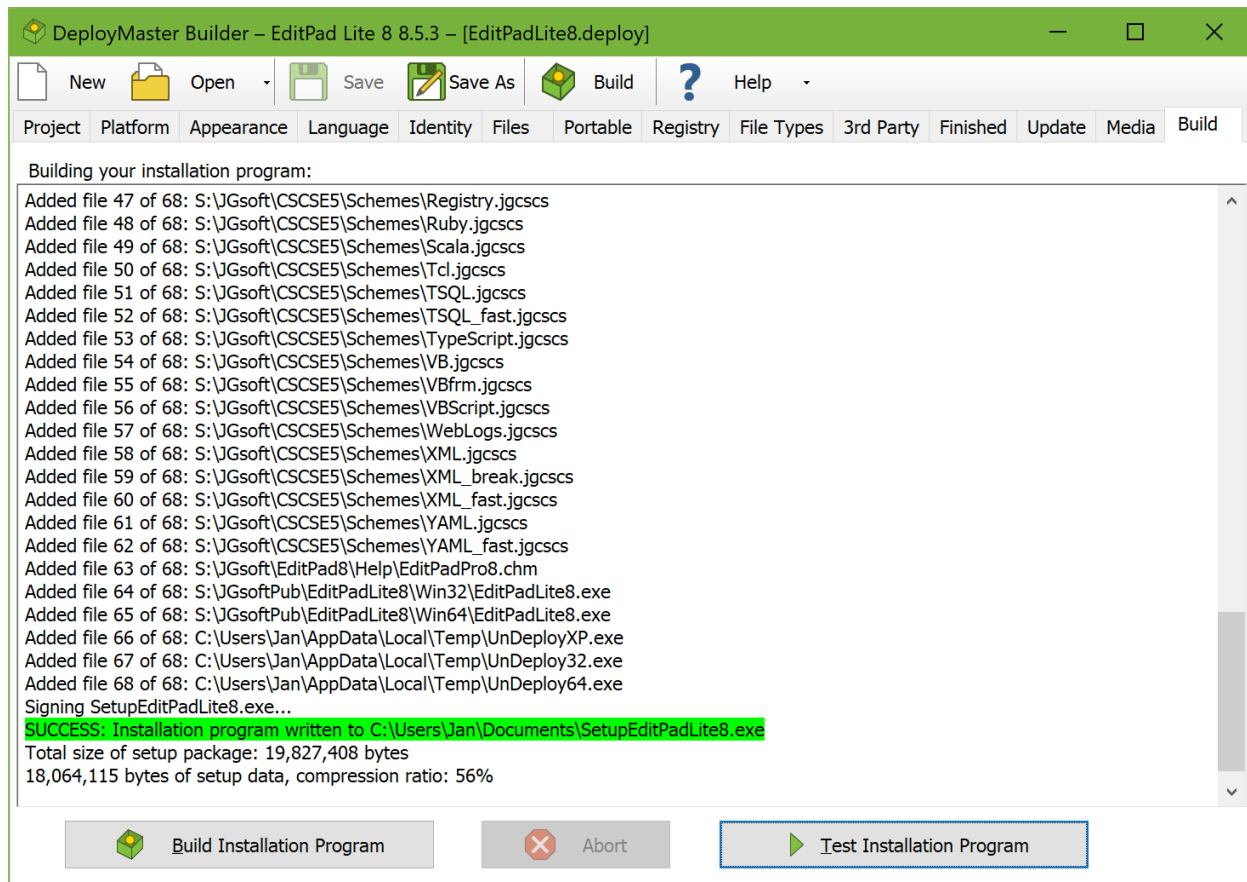 DeployMaster Builder – EditPad Lite 8 8.5.3 – [EditPadLite8.deploy]
New Open Save Save As Build Help
Project Platform Appearance Language Identity Files Portable Registry File Types 3rd Party Finished Update Media Build
Building your installation program:
Added file 47 of 68: S:\JGsoft\CSCSE5\Schemes\Registry.jgcscs
Added file 48 of 68: S:\JGsoft\CSCSE5\Schemes\Ruby.jgcscs
Added file 49 of 68: S:\JGsoft\CSCSE5\Schemes\Scala.jgcscs
Added file 50 of 68: S:\JGsoft\CSCSE5\Schemes\Tcl.jgcscs
Added file 51 of 68: S:\JGsoft\CSCSE5\Schemes\TSQL.jgcscs
Added file 52 of 68: S:\JGsoft\CSCSE5\Schemes\TSQL_fast.jgcscs
Added file 53 of 68: S:\JGsoft\CSCSE5\Schemes\TypeScript.jgcscs
Added file 54 of 68: S:\JGsoft\CSCSE5\Schemes\VB.jgcscs
Added file 55 of 68: S:\JGsoft\CSCSE5\Schemes\VBfrm.jgcscs
Added file 56 of 68: S:\JGsoft\CSCSE5\Schemes\VBScript.jgcscs
Added file 57 of 68: S:\JGsoft\CSCSE5\Schemes\WebLogs.jgcscs
Added file 58 of 68: S:\JGsoft\CSCSE5\Schemes\XML.jgcscs
Added file 59 of 68: S:\JGsoft\CSCSE5\Schemes\XML_break.jgcscs
Added file 60 of 68: S:\JGsoft\CSCSE5\Schemes\XML_fast.jgcscs
Added file 61 of 68: S:\JGsoft\CSCSE5\Schemes\YAML.jgcscs
Added file 62 of 68: S:\JGsoft\CSCSE5\Schemes\YAML_fast.jgcscs
Added file 63 of 68: S:\JGsoft\EditPad8\Help\EditPadPro8.chm
Added file 64 of 68: S:\JGsoftPub\EditPadLite8\Win32\EditPadLite8.exe
Added file 65 of 68: S:\JGsoftPub\EditPadLite8\Win64\EditPadLite8.exe
Added file 66 of 68: C:\Users\Jan\AppData\Local\Temp\UnDeployXP.exe
Added file 67 of 68: C:\Users\Jan\AppData\Local\Temp\UnDeploy32.exe
Added file 68 of 68: C:\Users\Jan\AppData\Local\Temp\UnDeploy64.exe
Signing SetupEditPadLite8.exe...
SUCCESS: Installation program written to C:\Users\Jan\Documents\SetupEditPadLite8.exe
Total size of setup package: 19,827,408 bytes
18,064,115 bytes of setup data, compression ratio: 56%
Build Installation Program Abort Test Installation Program